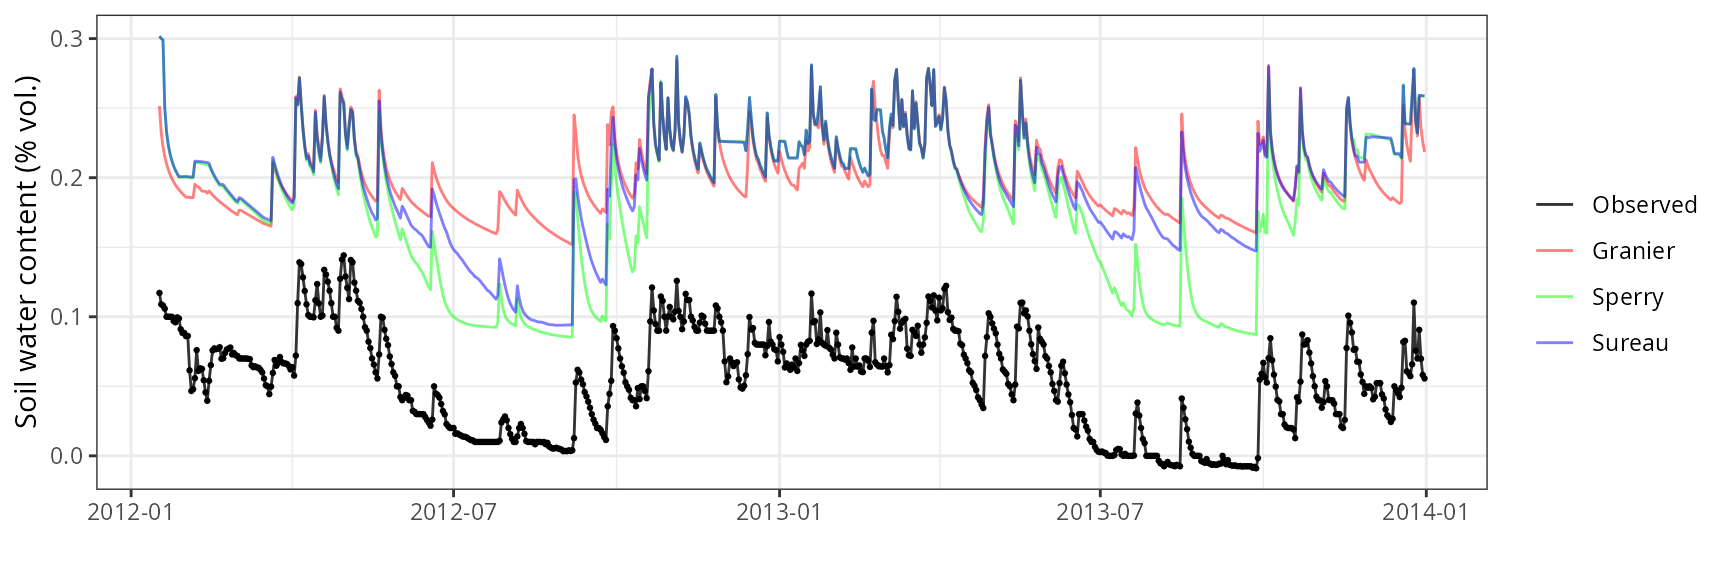 Soil water content (% vol.)
0.3
0.2
0.1
0.0
2012-01
2012-07
2013-01
2013-07
2014-01
Observed
Granier
Sperry
Sureau